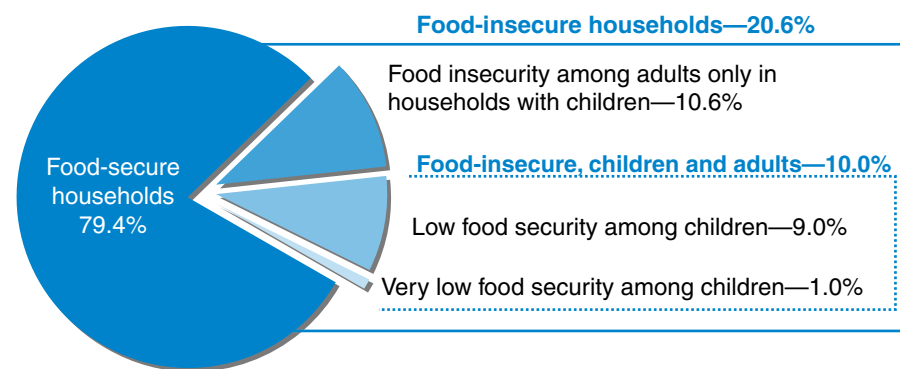 Food-insecure households—20.6%
Food insecurity among adults only in
households with children—10.6%
Food-secure
households
79.4%
Food-insecure, children and adults—10.0%
Low food security among children—9.0%
Very low food security among children—1.0%